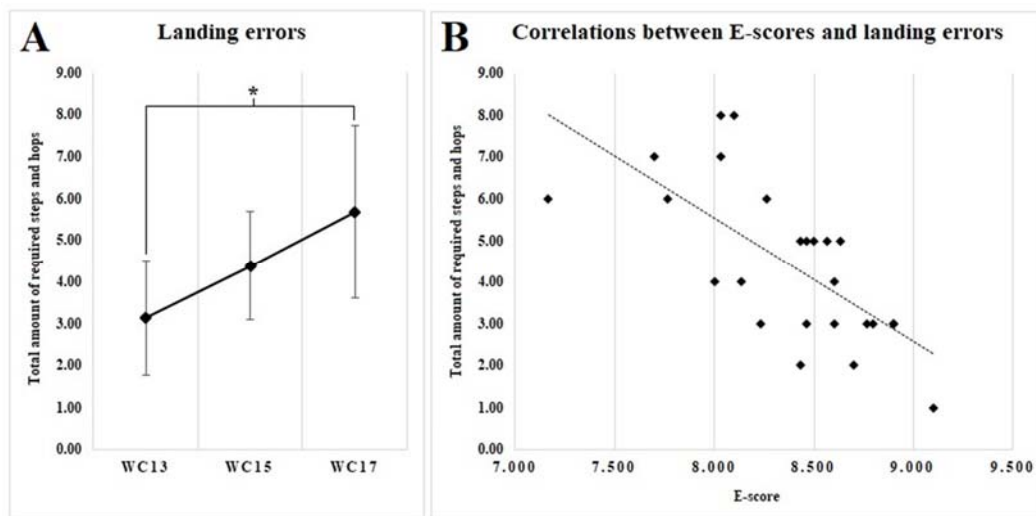 A
Landing errors
Total amount of required steps and hops
9.00
8.00
7.00
6.00
5.00
4.00
3.00
2.00
1.00
0.00
*
WC13 WC15 WC17
B
Correlations between E-scores and landing errors
Total amount of required steps and hops
9.00
8.00
7.00
6.00
5.00
4.00
3.00
2.00
1.00
0.00
7.000 7.500 8.000 8.500 9.000 9.500
E-score